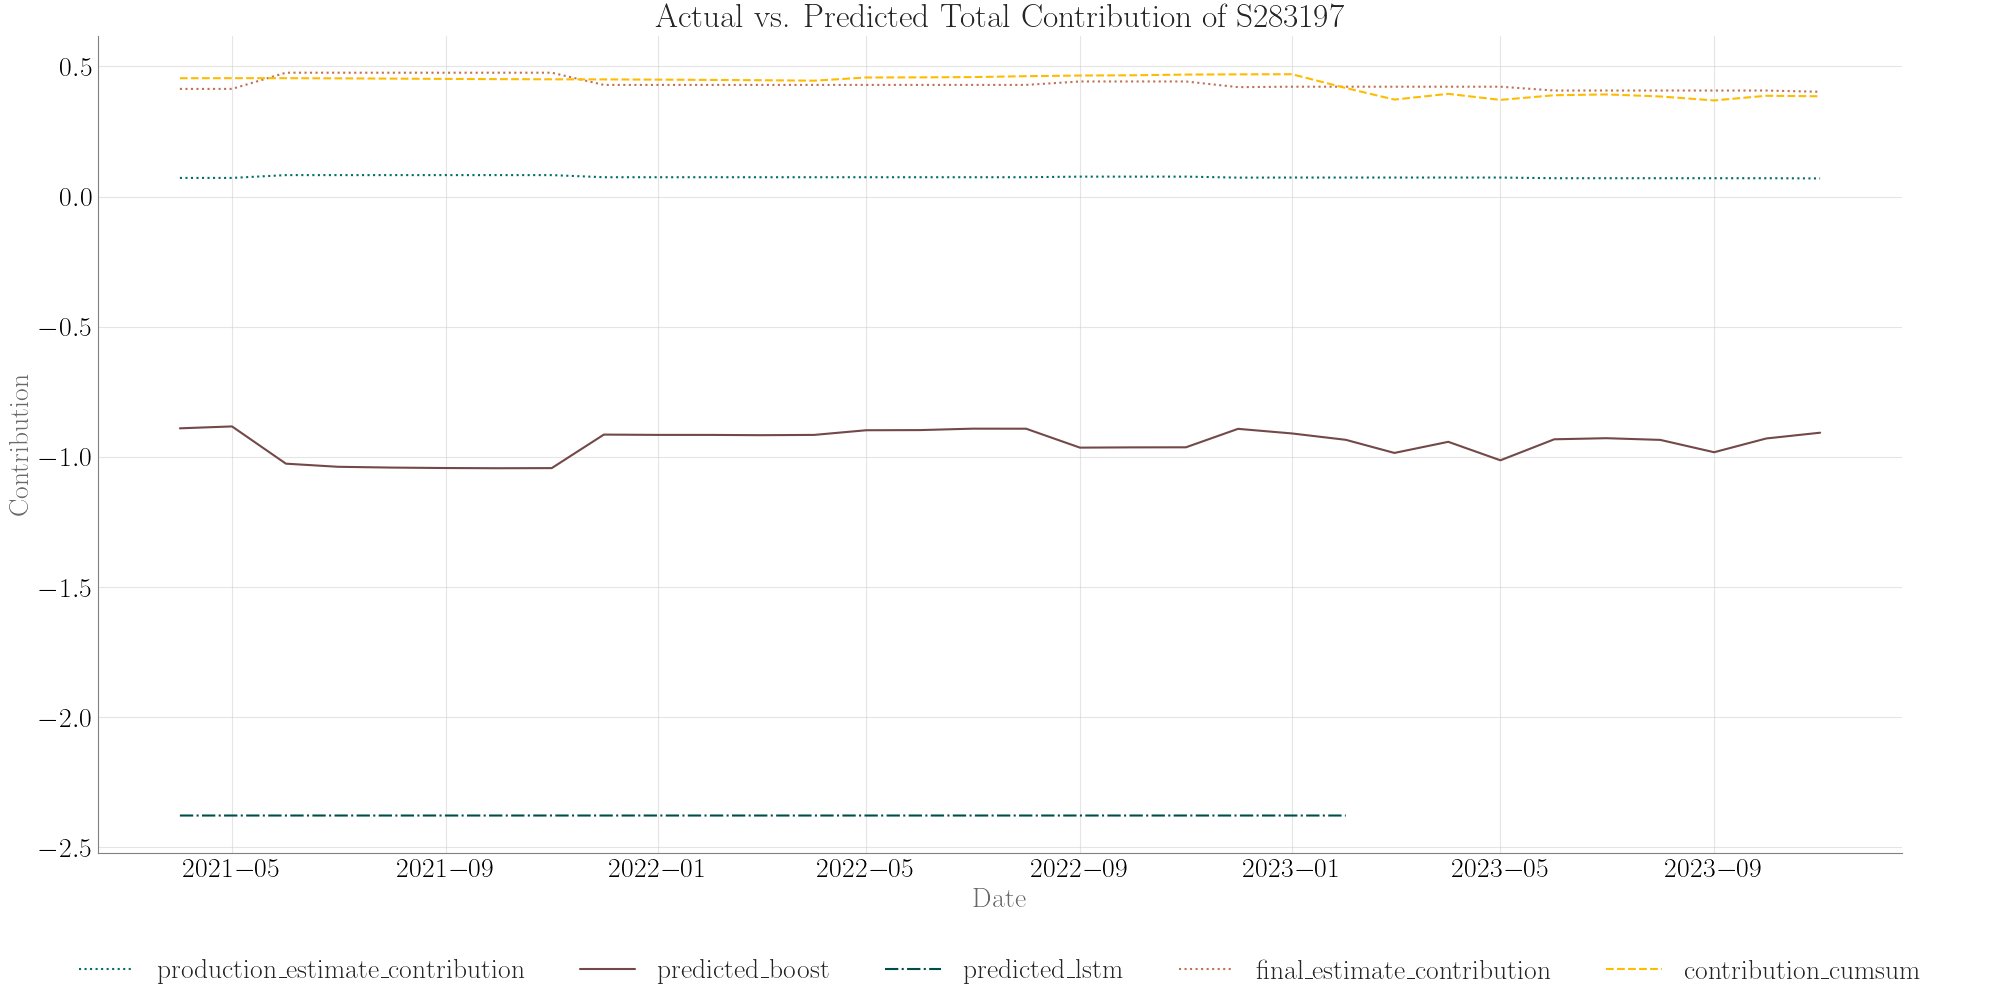 Actual vs. Predicted Total Contribution of S283197
0.5
0.0
−0.5
−1.0
−1.5
−2.0
−2.5
Contribution
2021−05 2021−09 2022−01 2022−05 2022−09 2023−01 2023−05 2023−09
Date
production_estimate_contribution predicted_boost predicted_lstm final_estimate_contribution contribution_cumsum